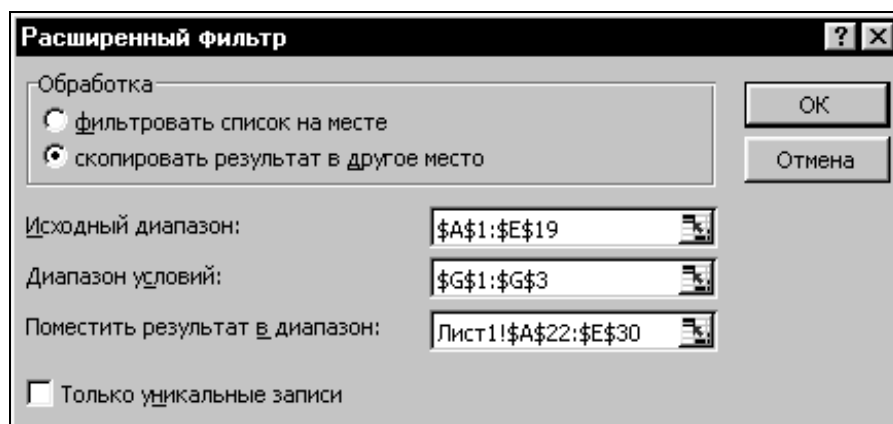 Расширенный фильтр
Обработка
фильтровать список на месте
скопировать результат в другое место
OK
Отмена
Исходный диапазон: $A$1:$E$19
Диапазон условий: $G$1:$G$3
Поместить результат в диапазон: Лист1!$A$22:$E$30
Только уникальные записи